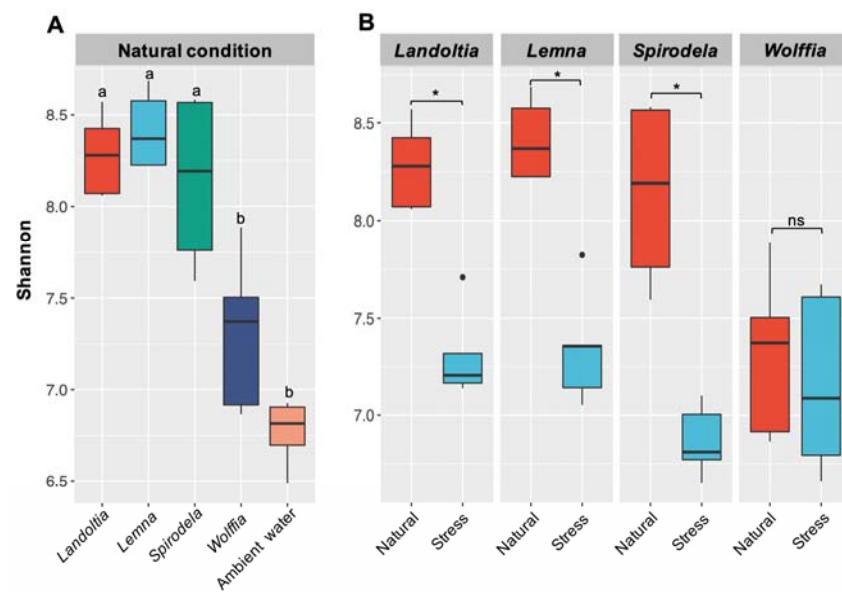 A
Natural condition
Shannon
8.5
8.0
7.5
7.0
6.5
a
a
a
b
b
Landoltia
Lemna
Spirodela
Wolffia
Ambient water
B
Landoltia
Lemna
Spirodela
Wolffia
8.5
8.0
7.5
7.0
*
*
*
ns
Natural
Stress
Natural
Stress
Natural
Stress
Natural
Stress